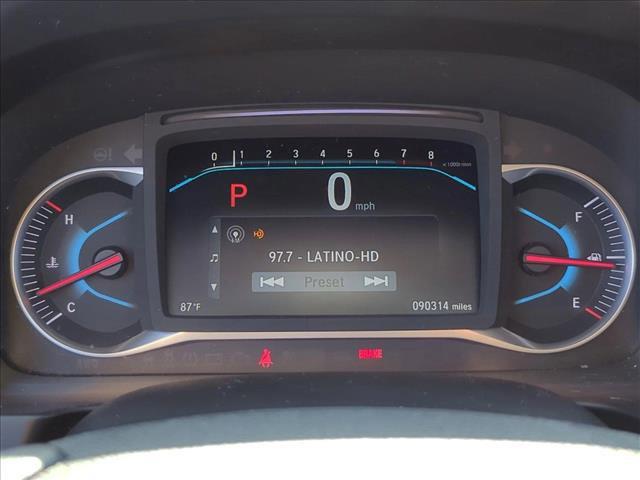 0 1 2 3 4 5 6 7 8 x1000r/min
H
F
P 0 mph
FM
97.7 - LATINO-HD
Preset
C
E
87°F
090314 miles
BRAKE